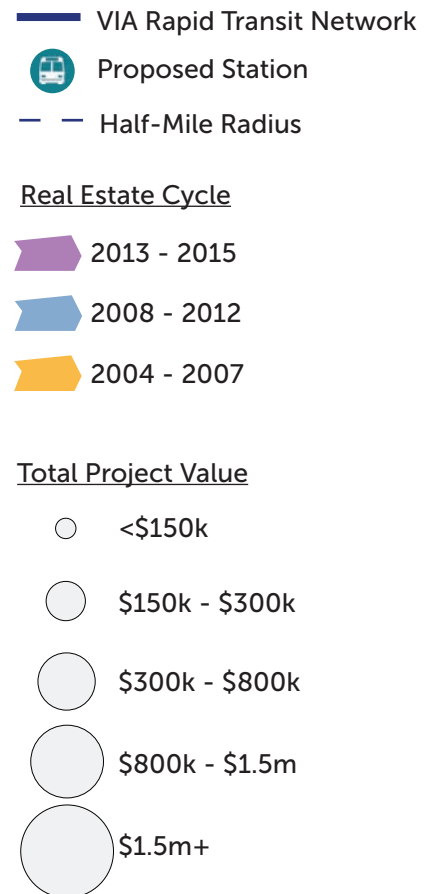 VIA Rapid Transit Network
Proposed Station
Half-Mile Radius
Real Estate Cycle
2013 - 2015
2008 - 2012
2004 - 2007
Total Project Value
<$150k
$150k - $300k
$300k - $800k
$800k - $1.5m
$1.5m+